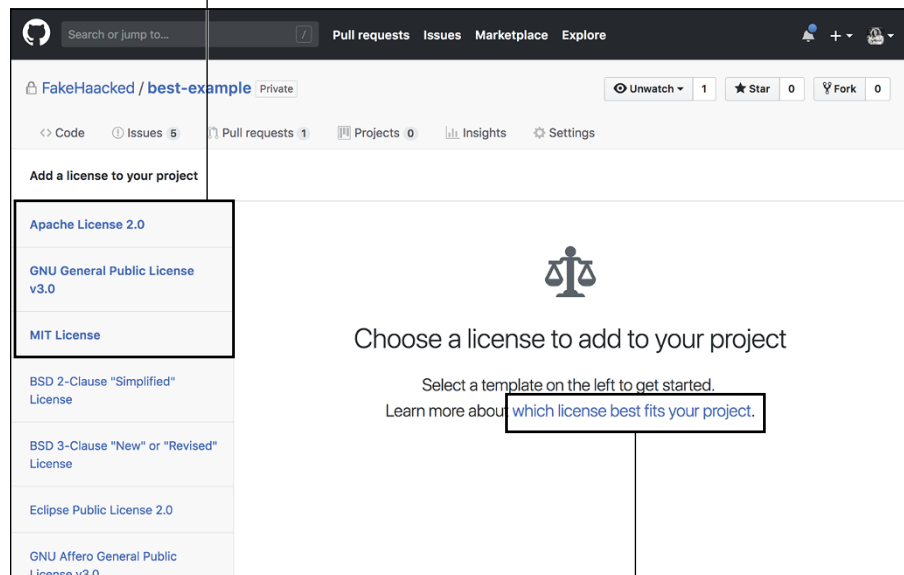 Search or jump to... / Pull requests Issues Marketplace Explore
FakeHaacked / best-example Private Unwatch 1 Star 0 Fork 0
Code Issues 5 Pull requests 1 Projects 0 Insights Settings
Add a license to your project
Apache License 2.0
GNU General Public License
v3.0
MIT License
BSD 2-Clause "Simplified"
License
BSD 3-Clause "New" or "Revised"
License
Eclipse Public License 2.0
GNU Affero General Public
License v3.0
Choose a license to add to your project
Select a template on the left to get started.
Learn more about which license best fits your project.